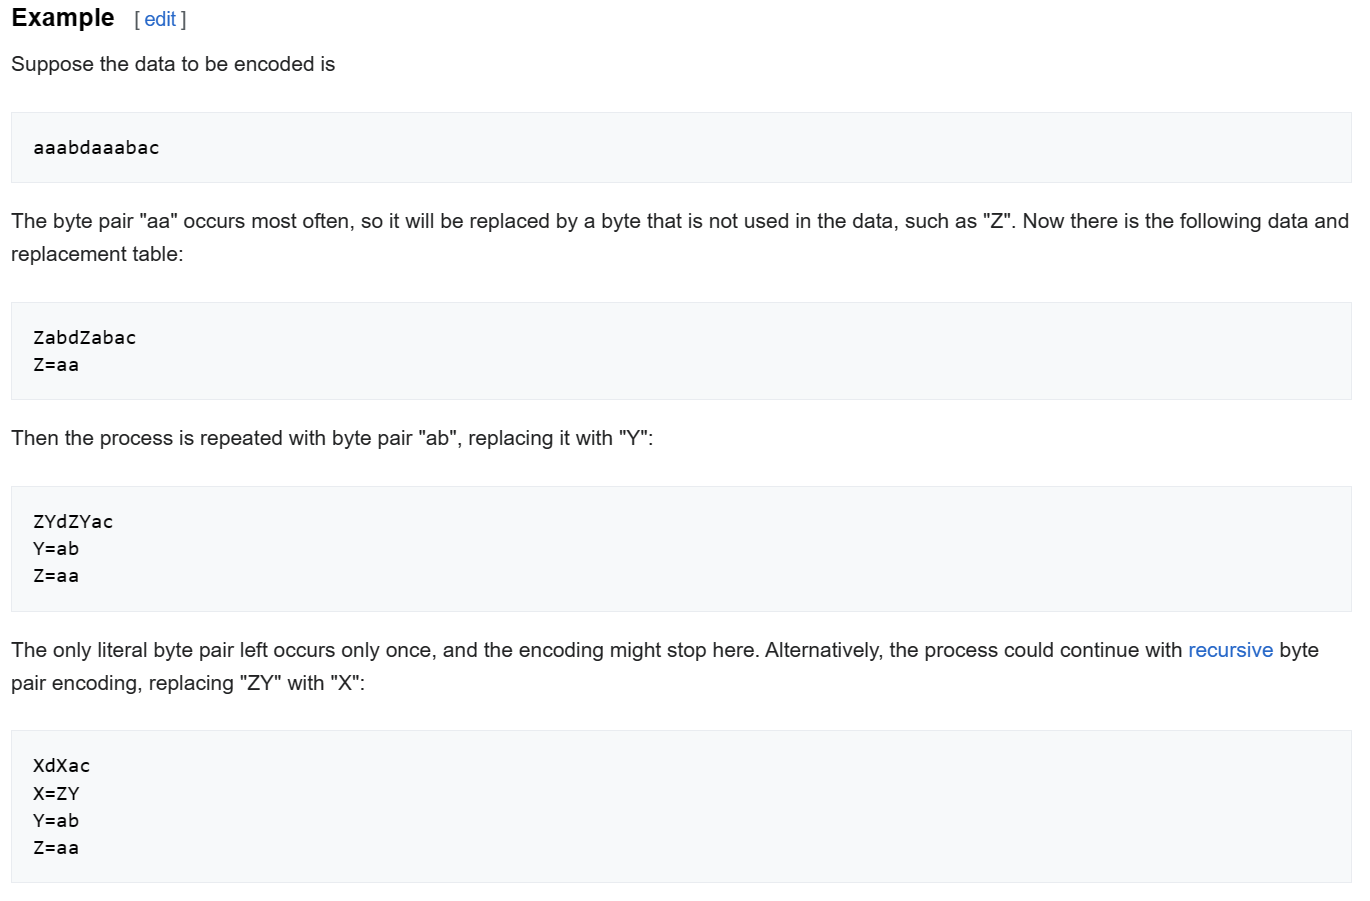 Example [ edit ]
Suppose the data to be encoded is
aaabdaaabac
The byte pair "aa" occurs most often, so it will be replaced by a byte that is not used in the data, such as "Z". Now there is the following data and
replacement table:
ZabdZabac
Z=aa
Then the process is repeated with byte pair "ab", replacing it with "Y":
ZYdZYac
Y=ab
Z=aa
The only literal byte pair left occurs only once, and the encoding might stop here. Alternatively, the process could continue with recursive byte
pair encoding, replacing "ZY" with "X":
XdXac
X=ZY
Y=ab
Z=aa